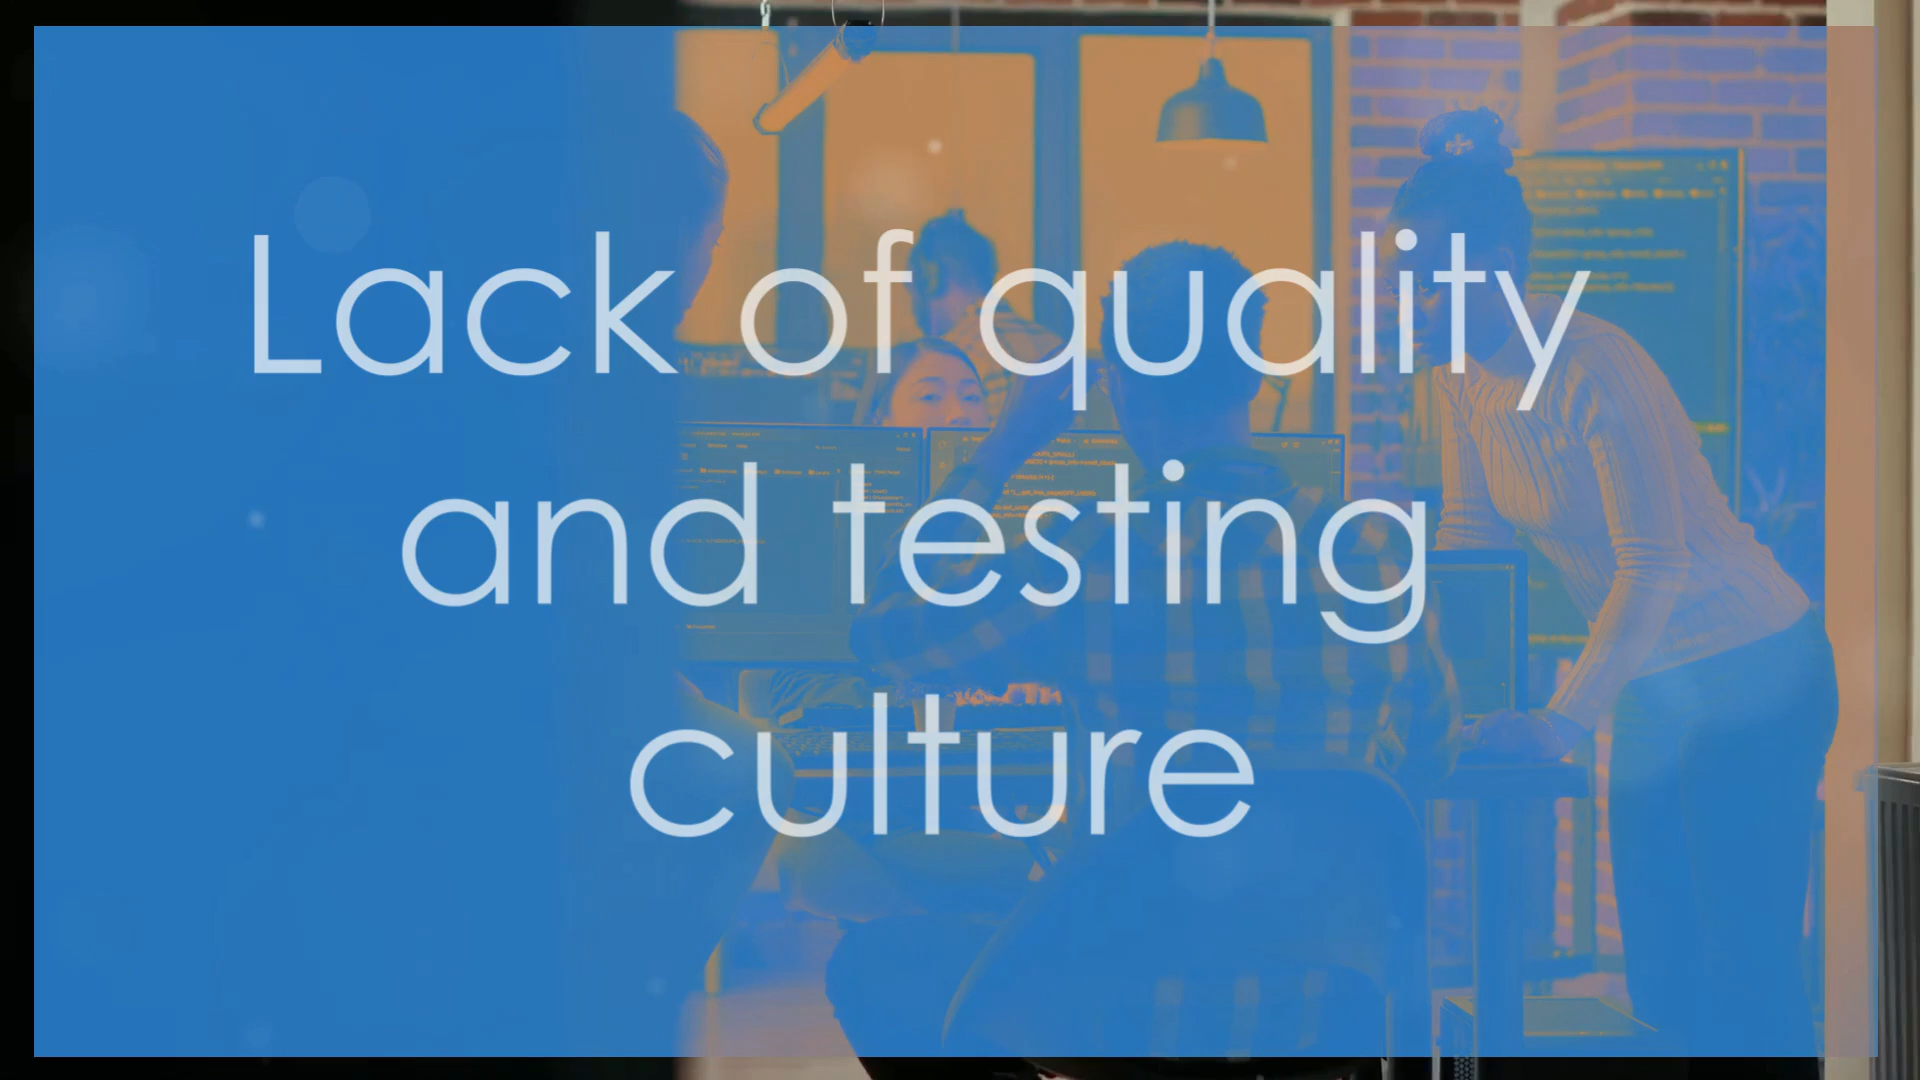 Lack of quality
and testing
culture